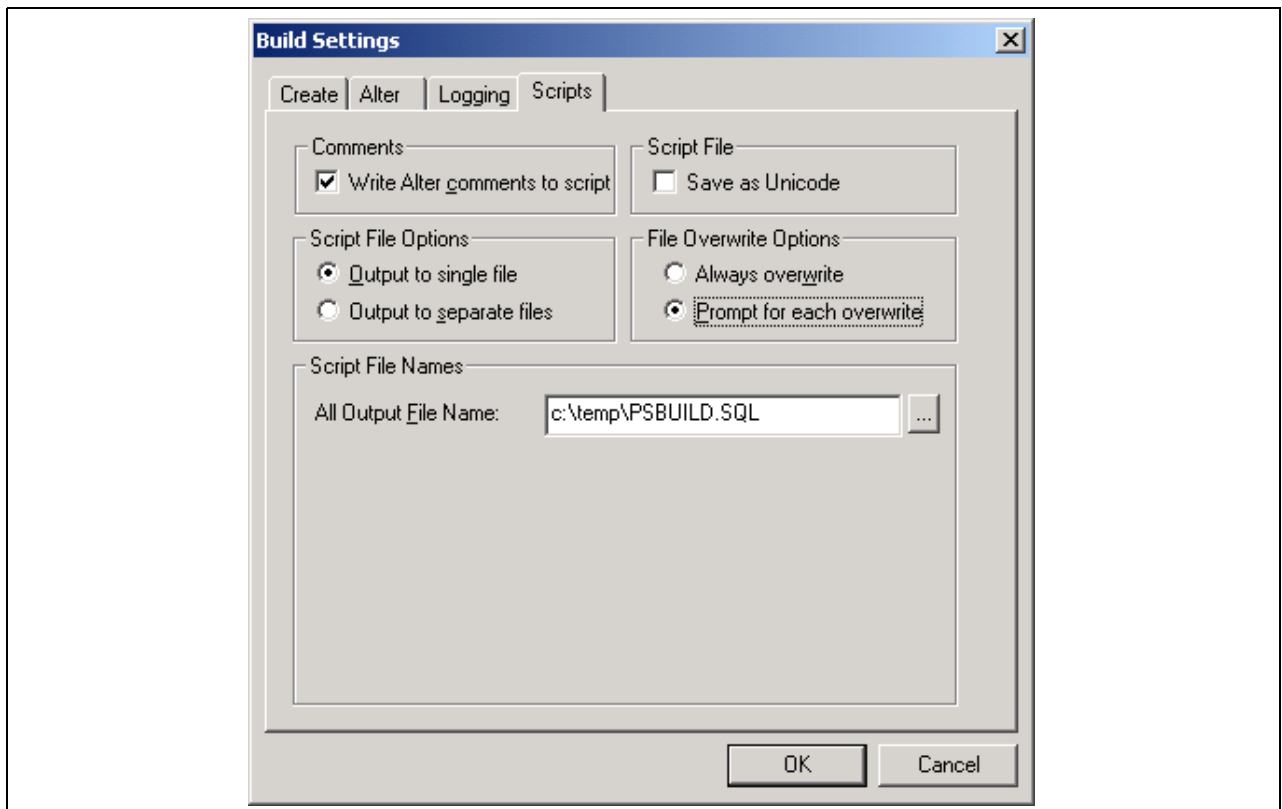 Build Settings
Create Alter Logging Scripts
Comments
Write Alter comments to script
Script File
Save as Unicode
Script File Options
Output to single file
Output to separate files
File Overwrite Options
Always overwrite
Prompt for each overwrite
Script File Names
All Output File Name: c:\temp\PSBUILD.SQL ...
OK Cancel